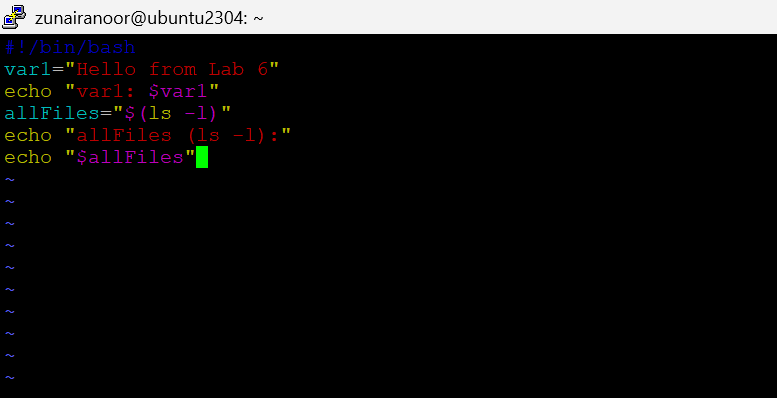 zunairanoor@ubuntu2304: ~
#!/bin/bash
var1="Hello from Lab 6"
echo "var1: $var1"
allFiles="$(ls -l)"
echo "allFiles (ls -l):"
echo "$allFiles"
~
~
~
~
~
~
~
~
~
~